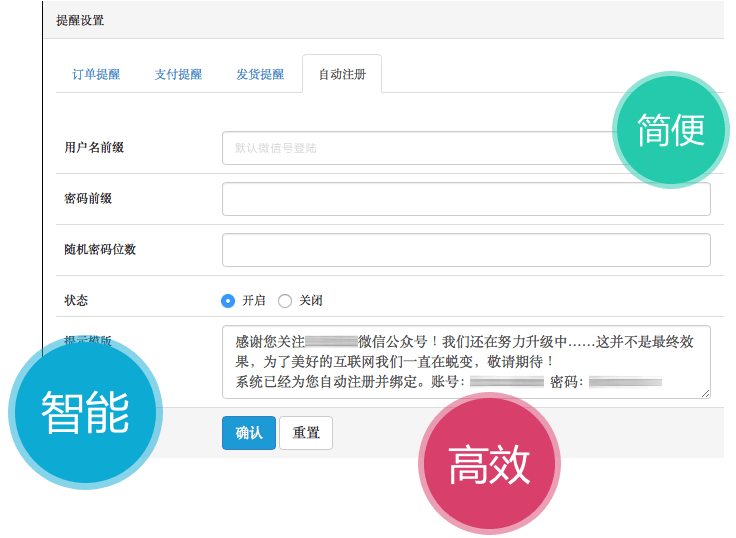 提醒设置
订单提醒 支付提醒 发货提醒 自动注册
简便
用户名前缀 默认微信号登陆
密码前缀
随机密码位数
状态 开启 关闭
提示模版
感谢您关注 微信公众号！我们还在努力升级中……这并不是最终效
果，为了美好的互联网我们一直在蜕变，敬请期待！
系统已经为您自动注册并绑定。账号： 密码：
智能
确认 重置
高效